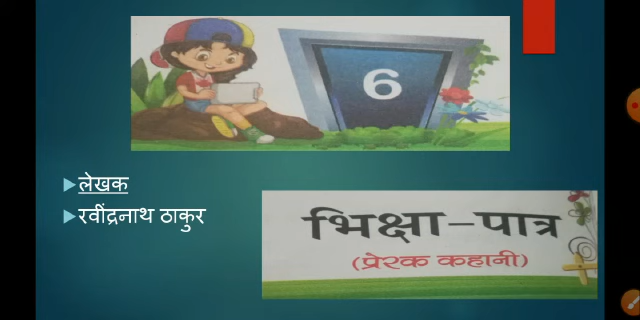 6
लेखक
रवींद्रनाथ ठाकुर
भिक्षा-पात्र
(प्रेरक कहानी)